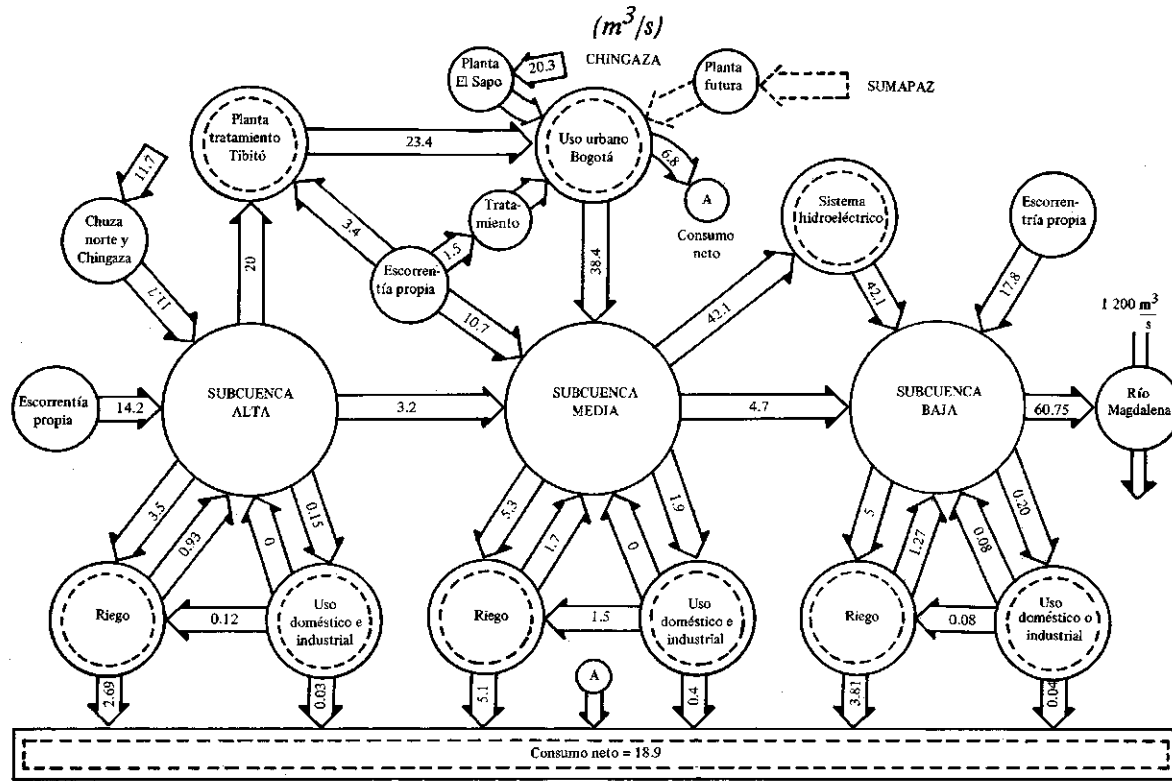 (m³/s)
CHINGAZA
Planta
El Sapo
20.3
Planta
futura
SUMAPAZ
Planta
tratamiento
Tibitó
23.4
Uso urbano
Bogotá
6.8
A
Consumo
neto
11.7
Chuza
norte y
Chingaza
11.7
20
3.4
1.5
Trata-
miento
Escorren-
tía propia
10.7
38.4
Sistema
hidroeléctrico
42.1
42.1
Escorren-
tría propia
17.8
1 200 m³
s
Escorrentía
propia
14.2
SUBCUENCA
ALTA
3.2
SUBCUENCA
MEDIA
4.7
SUBCUENCA
BAJA
60.75
Río
Magdalena
3.5
0.93
0
0.15
5.3
1.7
0
1.9
5
1.27
0.08
0.20
Riego
0.12
Uso
doméstico e
industrial
Riego
1.5
Uso
doméstico e
industrial
Riego
0.08
Uso
doméstico o
industrial
2.69
0.03
5.1
A
0.4
3.81
0.04
Consumo neto = 18.9